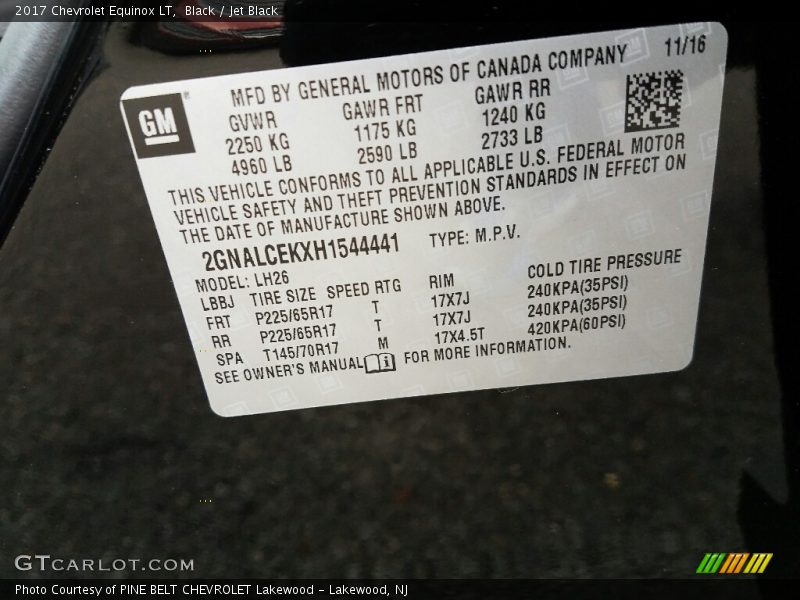 2017 Chevrolet Equinox LT, Black / Jet Black
MFD BY GENERAL MOTORS OF CANADA COMPANY 11/16
GM
GVWR GAWR FRT GAWR RR
2250 KG 1175 KG 1240 KG
4960 LB 2590 LB 2733 LB
THIS VEHICLE CONFORMS TO ALL APPLICABLE U.S. FEDERAL MOTOR
VEHICLE SAFETY AND THEFT PREVENTION STANDARDS IN EFFECT ON
THE DATE OF MANUFACTURE SHOWN ABOVE.
2GNALCEKXH1544441 TYPE: M.P.V.
MODEL: LH26
LBBJ TIRE SIZE SPEED RTG RIM COLD TIRE PRESSURE
FRT P225/65R17 T 17X7J 240KPA(35PSI)
RR P225/65R17 T 17X7J 240KPA(35PSI)
SPA T145/70R17 M 17X4.5T 420KPA(60PSI)
SEE OWNER'S MANUAL FOR MORE INFORMATION.
GTCARLOT.COM
Photo Courtesy of PINE BELT CHEVROLET Lakewood - Lakewood, NJ